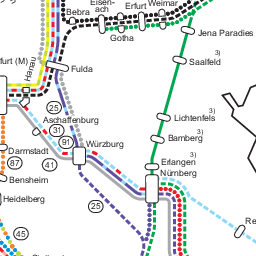 Eisen-
ach
Erfurt
Weimar
Bebra
Gotha
Jena Paradies
3)
Saalfeld
furt (M)
Hanau
Fulda
25
Aschaffenburg
31
91
Würzburg
Lichtenfels
3)
Bamberg
3)
Erlangen
3)
Nürnberg
Darmstadt
87
41
Bensheim
Heidelberg
25
45
Re